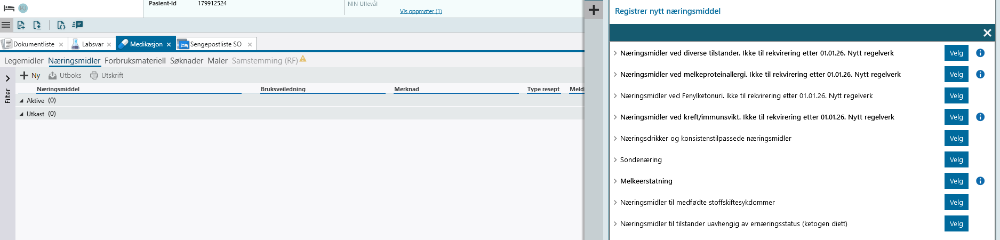 Pasient-id 179912524
NIN Ullevål
Vis oppmøter (1)
Dokumentliste
Labsvar
Medikasjon
Sengepostliste SO
Legemidler Næringsmidler Forbruksmateriell Søknader Maler Samstemming (RF)
Ny Utboks Utskrift
Filter
Næringsmiddel Bruksveiledning Merknad Type resept Meldi
Aktive (0)
Utkast (0)
Registrer nytt næringsmiddel
Næringsmidler ved diverse tilstander. Ikke til rekvirering etter 01.01.26. Nytt regelverk Velg
Næringsmidler ved melkeproteinallergi. Ikke til rekvirering etter 01.01.26. Nytt regelverk Velg
Næringsmidler ved Fenylketonuri. Ikke til rekvirering etter 01.01.26. Nytt regelverk Velg
Næringsmidler ved kreft/immunsvikt. Ikke til rekvirering etter 01.01.26. Nytt regelverk Velg
Næringsdrikker og konsistenstilpassede næringsmidler Velg
Sondenæring Velg
Melkeerstatning Velg
Næringsmidler til medfødte stoffskiftesykdommer Velg
Næringsmidler til tilstander uavhengig av ernæringsstatus (ketogen diett) Velg